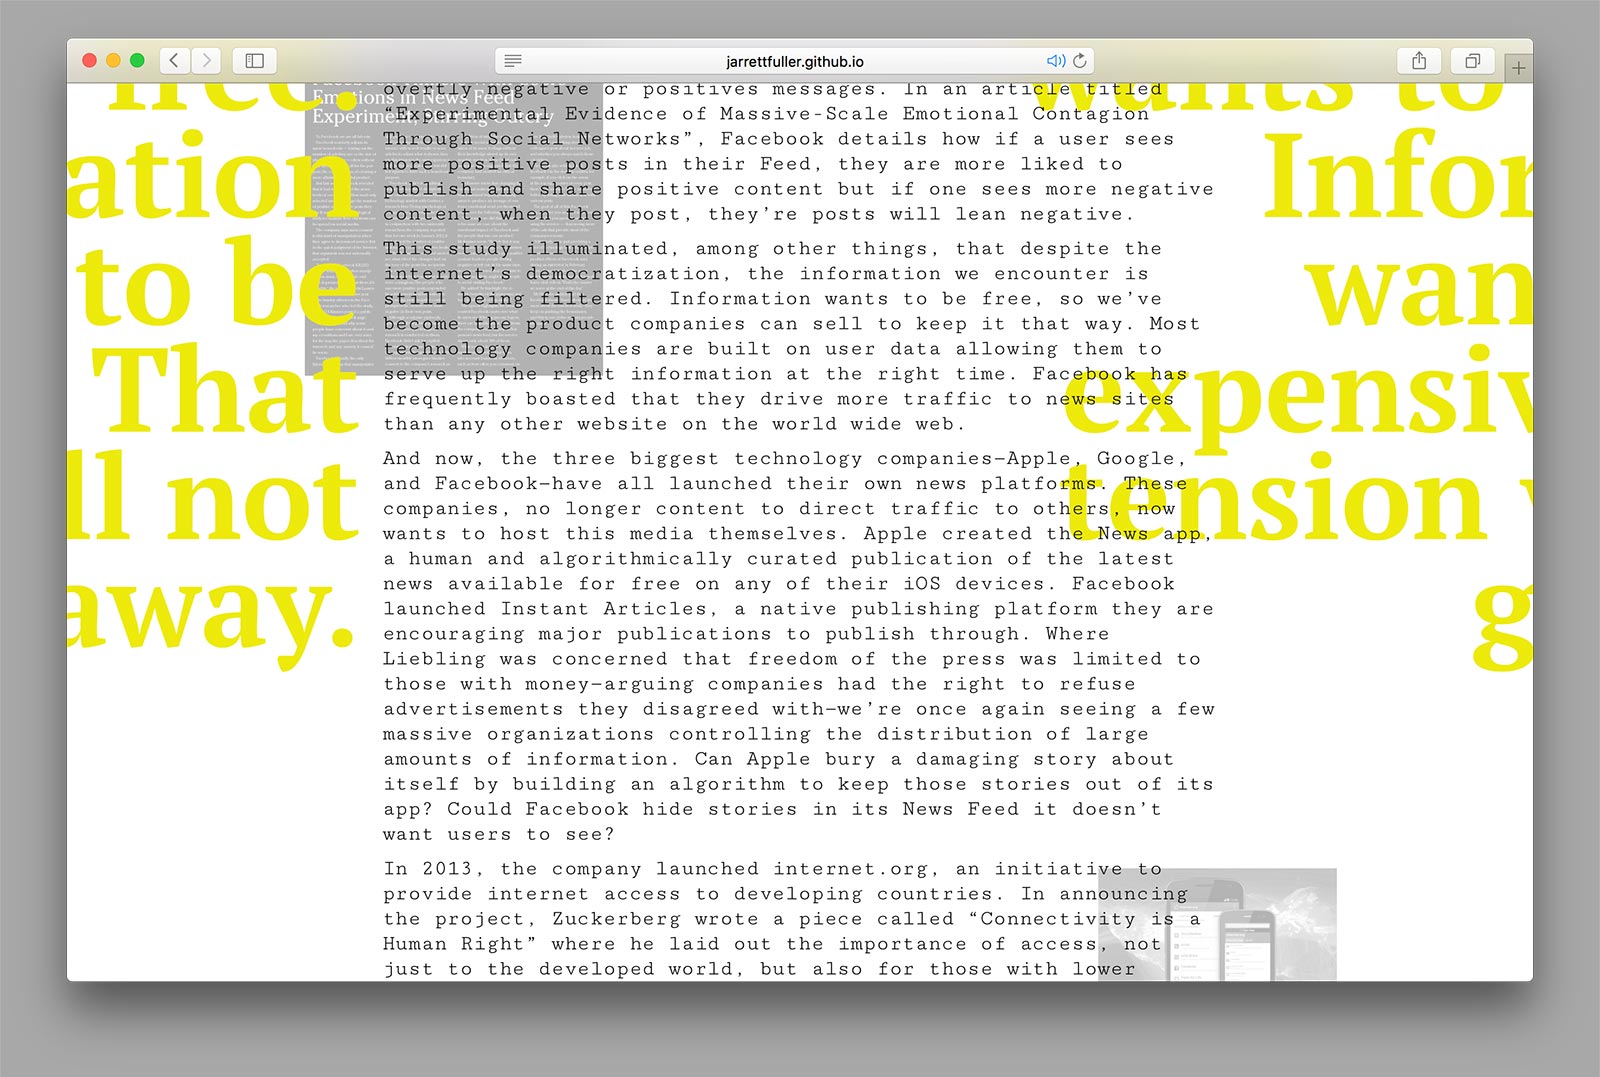 jarrettfuller.github.io
free.
ation
to be
That
ll not
away.
wants to
Infor
wan
expensiv
tension
g
Emotions in News Feed
Experiment, Stirring Outcry
overtly negative or positives messages. In an article titled
“Experimental Evidence of Massive-Scale Emotional Contagion
Through Social Networks”, Facebook details how if a user sees
more positive posts in their Feed, they are more liked to
publish and share positive content but if one sees more negative
content, when they post, they’re posts will lean negative.
This study illuminated, among other things, that despite the
internet’s democratization, the information we encounter is
still being filtered. Information wants to be free, so we’ve
become the product companies can sell to keep it that way. Most
technology companies are built on user data allowing them to
serve up the right information at the right time. Facebook has
frequently boasted that they drive more traffic to news sites
than any other website on the world wide web.
And now, the three biggest technology companies—Apple, Google,
and Facebook—have all launched their own news platforms. These
companies, no longer content to direct traffic to others, now
wants to host this media themselves. Apple created the News app,
a human and algorithmically curated publication of the latest
news available for free on any of their iOS devices. Facebook
launched Instant Articles, a native publishing platform they are
encouraging major publications to publish through. Where
Liebling was concerned that freedom of the press was limited to
those with money—arguing companies had the right to refuse
advertisements they disagreed with—we’re once again seeing a few
massive organizations controlling the distribution of large
amounts of information. Can Apple bury a damaging story about
itself by building an algorithm to keep those stories out of its
app? Could Facebook hide stories in its News Feed it doesn’t
want users to see?
In 2013, the company launched internet.org, an initiative to
provide internet access to developing countries. In announcing
the project, Zuckerberg wrote a piece called “Connectivity is a
Human Right” where he laid out the importance of access, not
just to the developed world, but also for those with lower